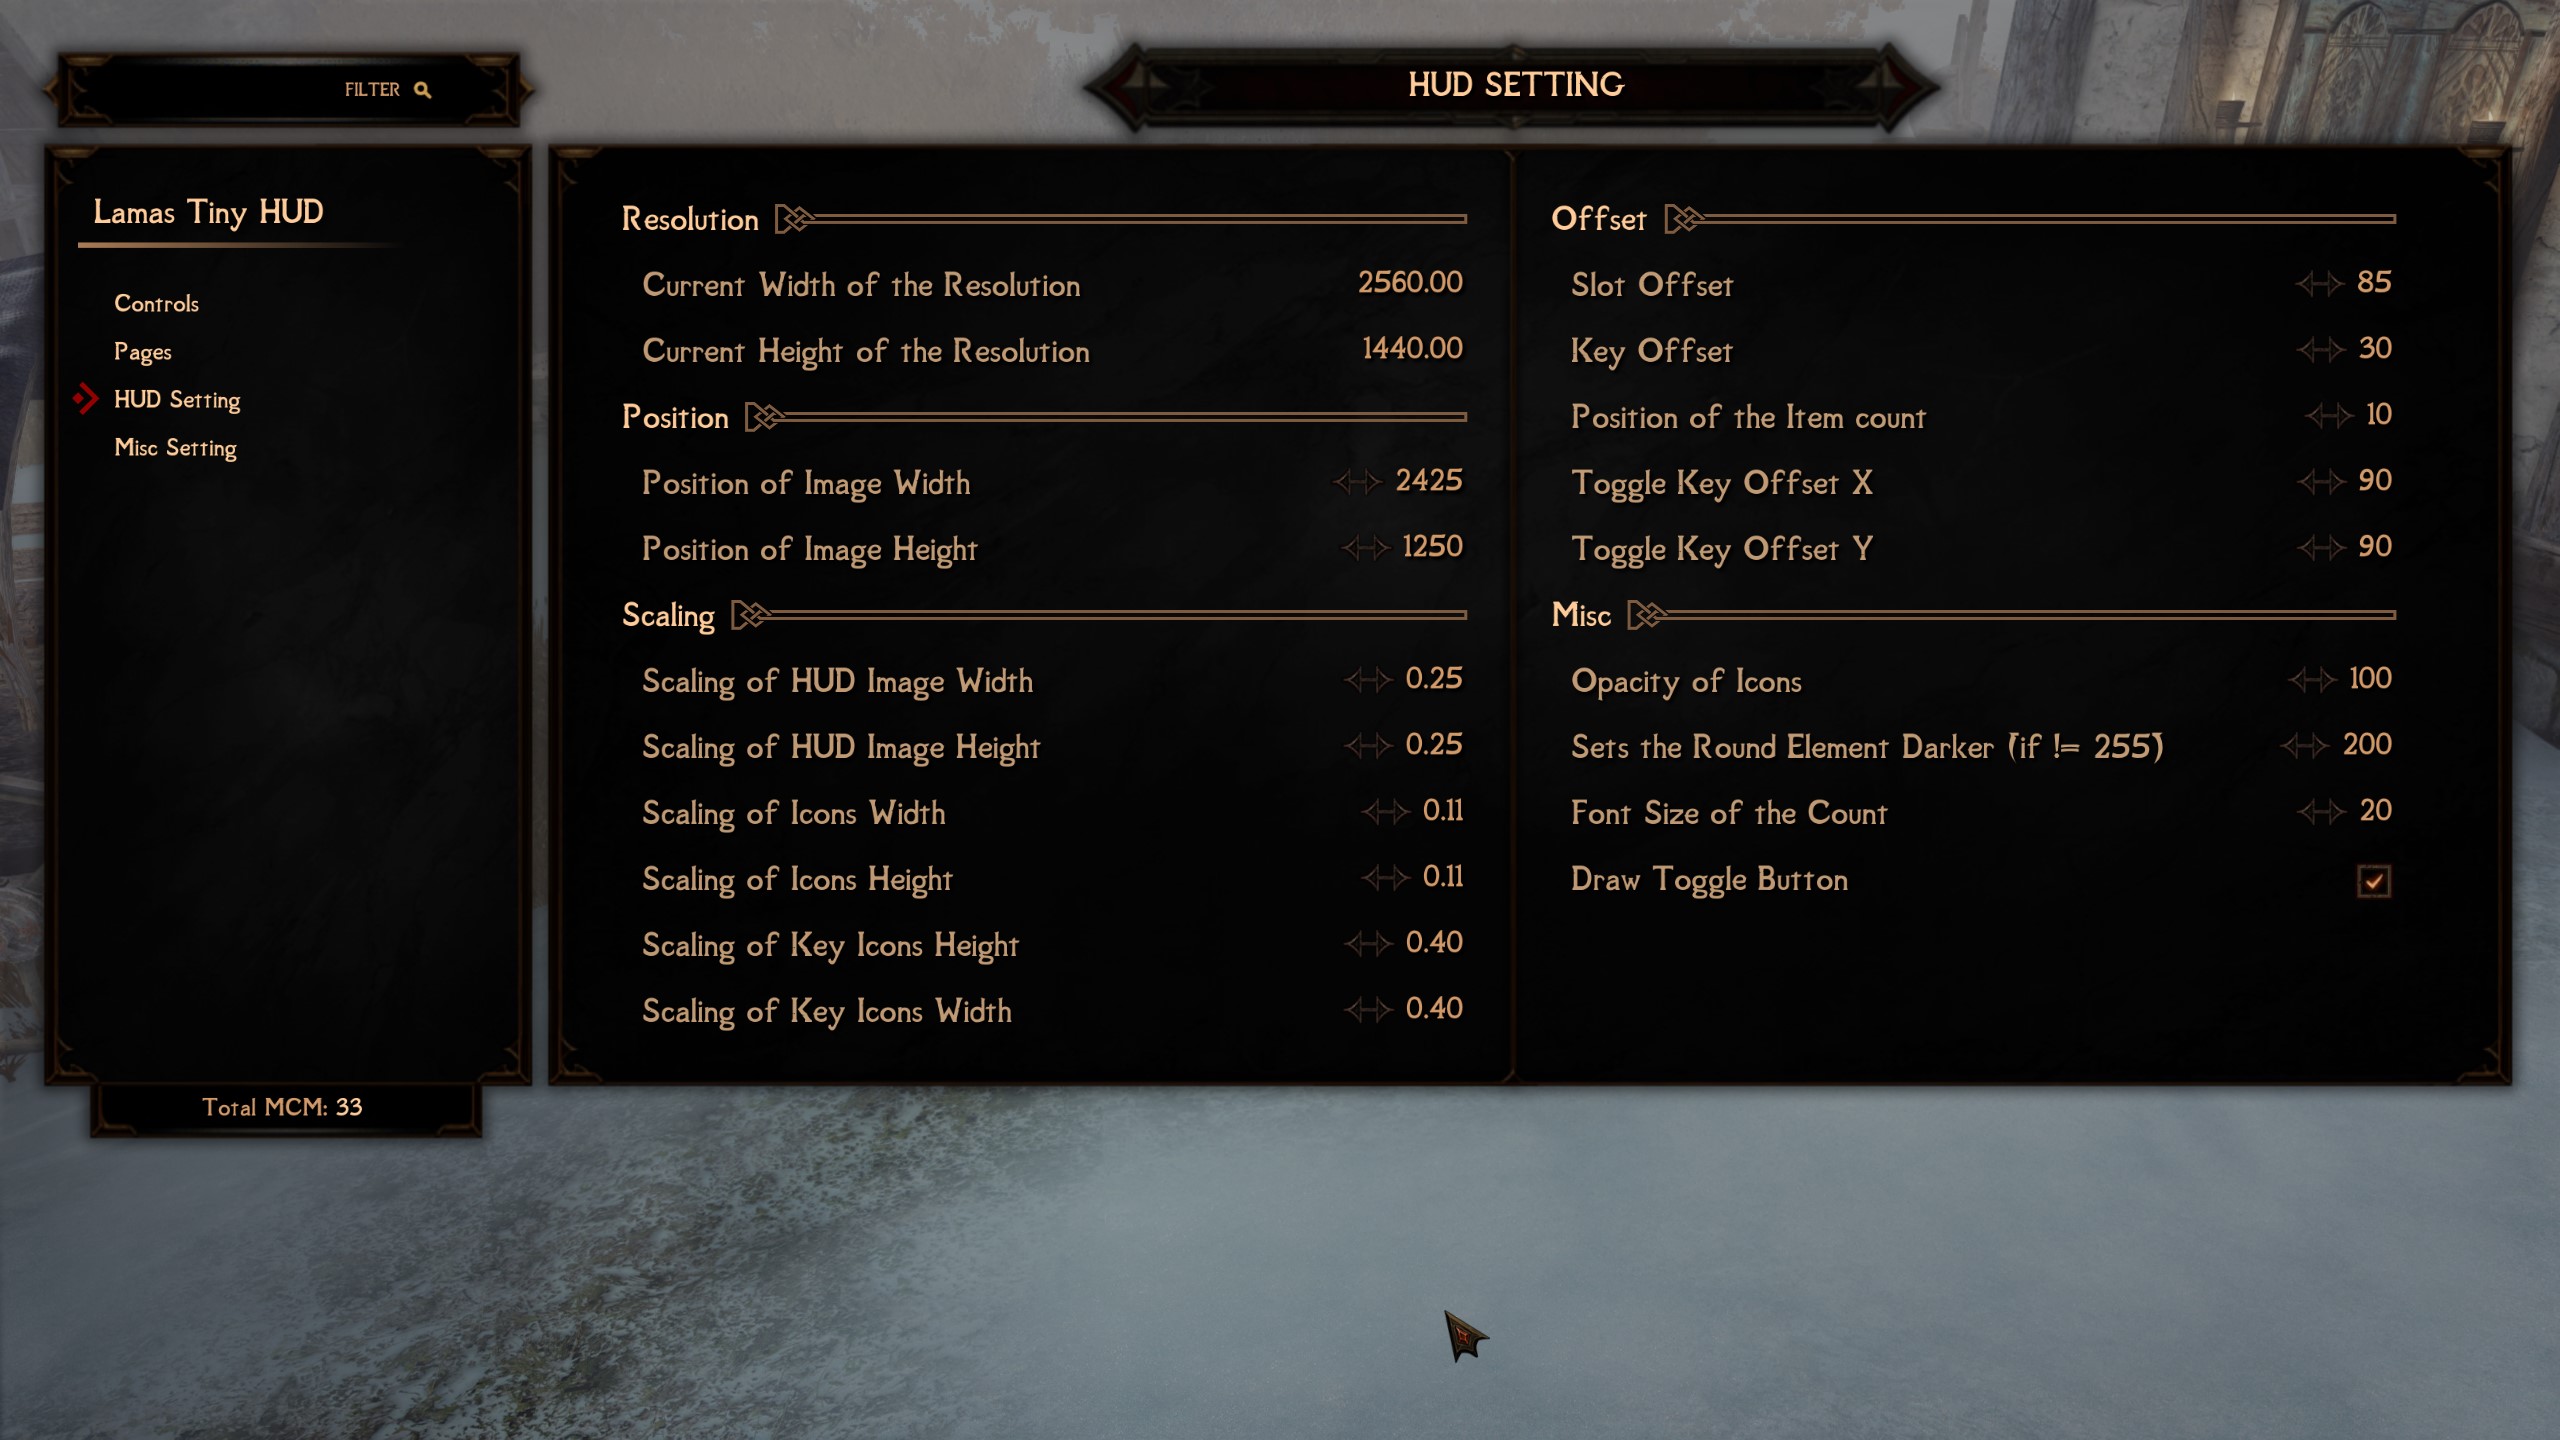 FILTER
HUD SETTING
Lamas Tiny HUD
Controls
Pages
HUD Setting
Misc Setting
Total MCM: 33
Resolution
Current Width of the Resolution 2560.00
Current Height of the Resolution 1440.00
Position
Position of Image Width 2425
Position of Image Height 1250
Scaling
Scaling of HUD Image Width 0.25
Scaling of HUD Image Height 0.25
Scaling of Icons Width 0.11
Scaling of Icons Height 0.11
Scaling of Key Icons Height 0.40
Scaling of Key Icons Width 0.40
Offset
Slot Offset 85
Key Offset 30
Position of the Item count 10
Toggle Key Offset X 90
Toggle Key Offset Y 90
Misc
Opacity of Icons 100
Sets the Round Element Darker (if != 255) 200
Font Size of the Count 20
Draw Toggle Button